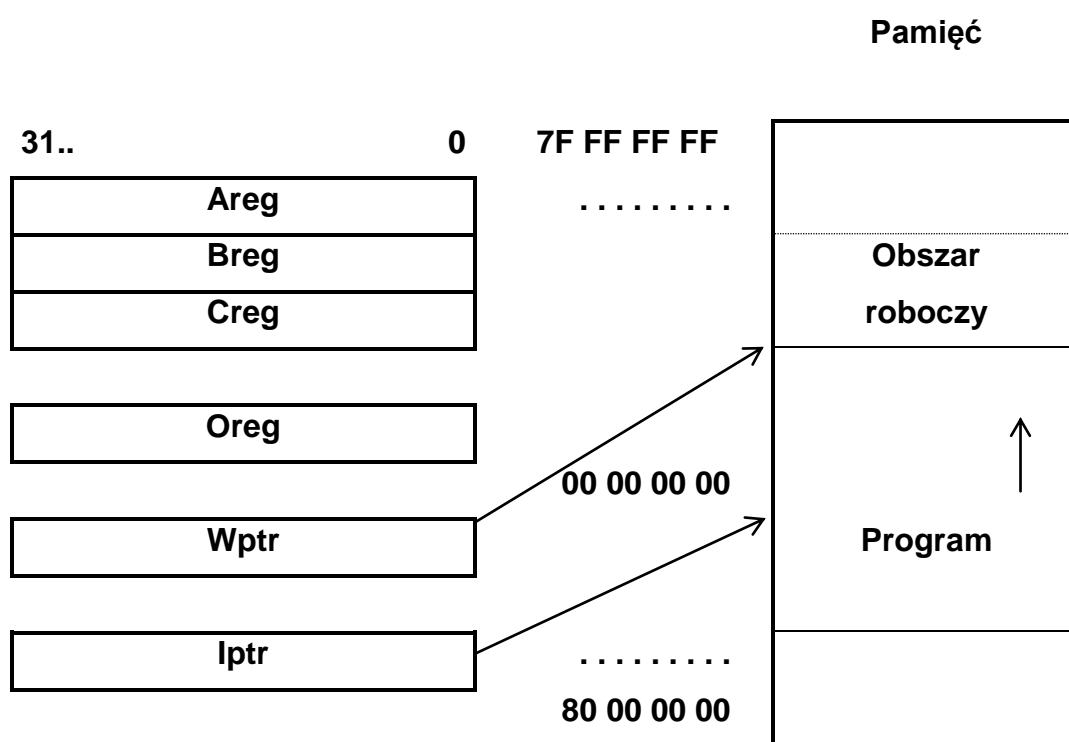 Pamięć
31.. 0 7F FF FF FF
Areg . . . . . . . . .
Breg Obszar
Creg roboczy
Oreg
00 00 00 00
Wptr Program
Iptr . . . . . . . . .
80 00 00 00